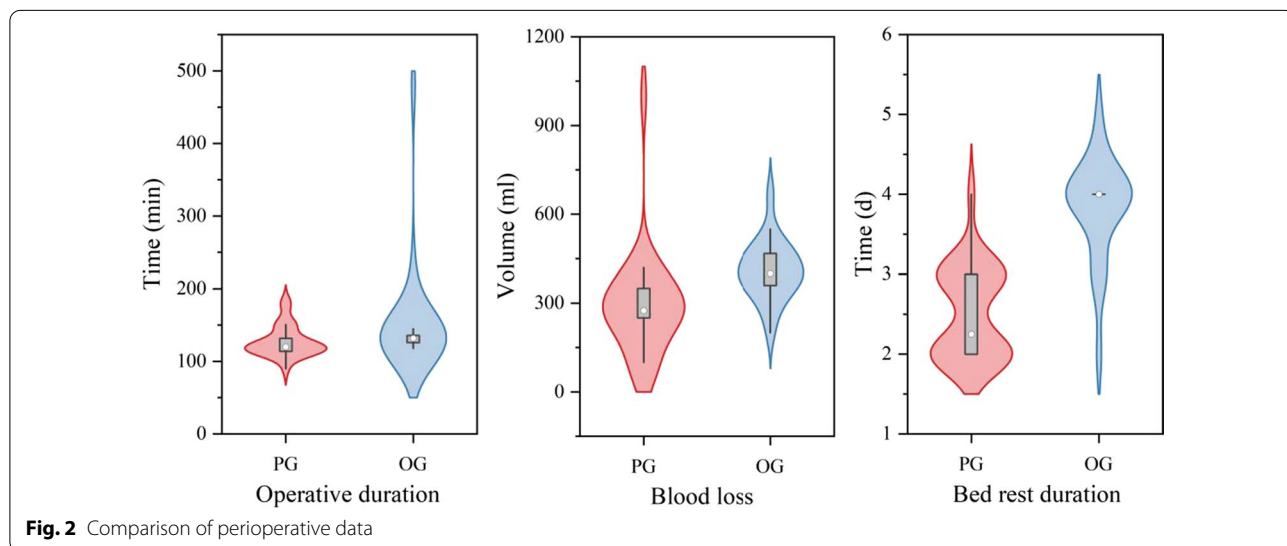 500
400
300
200
100
0
Time (min)
PG OG
Operative duration
1200
900
600
300
0
Volume (ml)
PG OG
Blood loss
6
5
4
3
2
1
Time (d)
PG OG
Bed rest duration
Fig. 2 Comparison of perioperative data